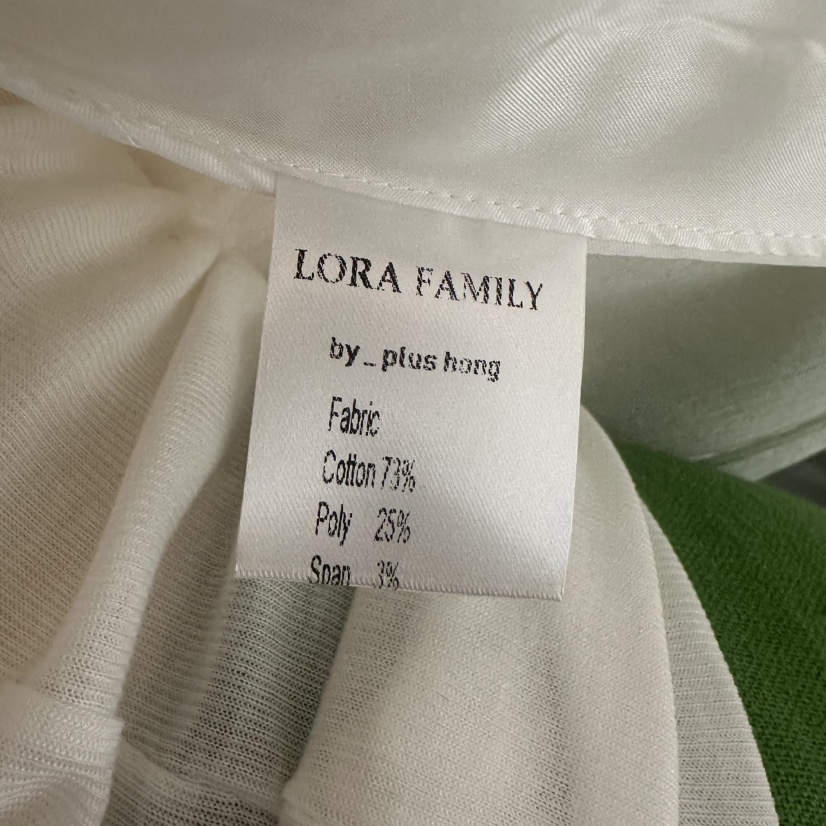 LORA FAMILY
by_plus hong
Fabric
Cotton 73%
Poly 25%
Span 3%